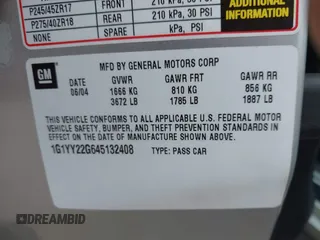 P245/45ZR17 FRONT 210 kPa, 30 PSI
P275/40ZR18 REAR 210 kPa, 30 PSI ADDITIONAL
NONE SPARE kPa, PSI INFORMATION
GM
MFD BY GENERAL MOTORS CORP
DATE GVWR GAWR FRT GAWR RR
05/04 1666 KG 810 KG 856 KG
3672 LB 1785 LB 1887 LB
THIS VEHICLE CONFORMS TO ALL APPLICABLE U.S. FEDERAL MOTOR
VEHICLE SAFETY, BUMPER, AND THEFT PREVENTION STANDARDS IN
EFFECT ON THE DATE OF MANUFACTURE SHOWN ABOVE.
1G1YY22G645132408 TYPE: PASS CAR
DREAMBID